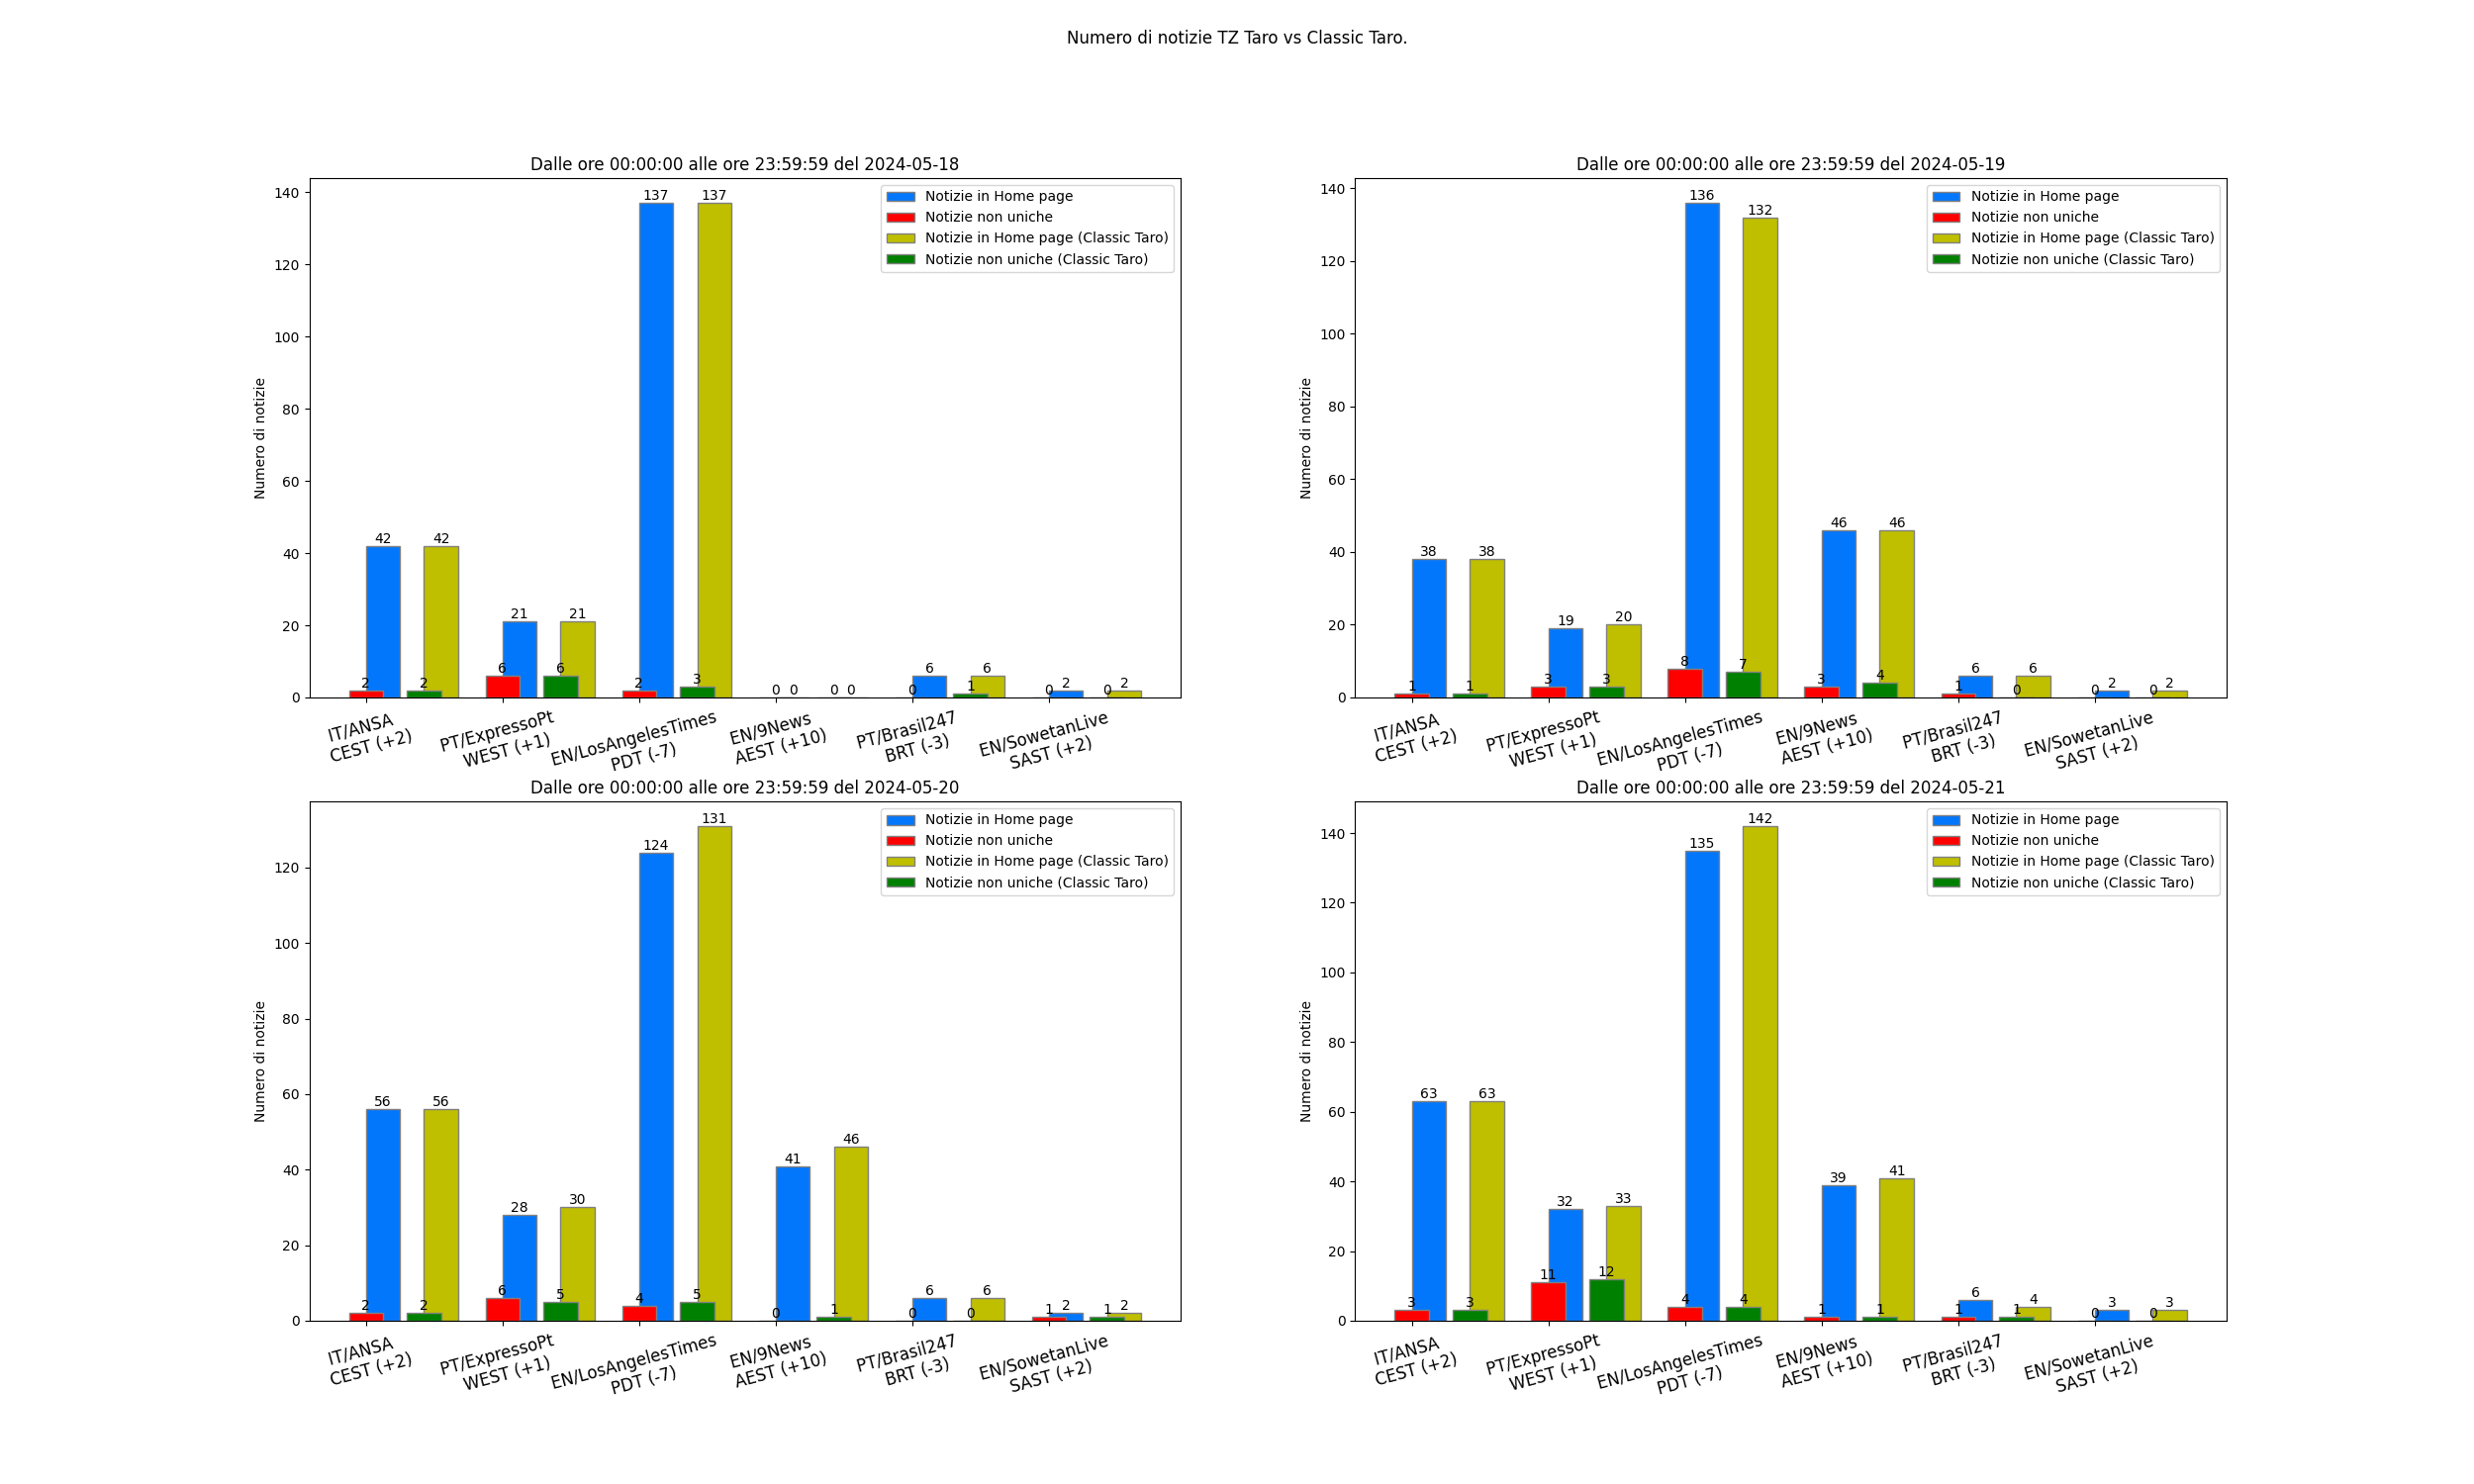 Numero di notizie TZ Taro vs Classic Taro.
Dalle ore 00:00:00 alle ore 23:59:59 del 2024-05-18
Numero di notizie
140
120
100
80
60
40
20
0
Notizie in Home page
Notizie non uniche
Notizie in Home page (Classic Taro)
Notizie non uniche (Classic Taro)
137 137
42 42
21 21
2 2 6 6 2 3 0 0 0 0 0 6 1 6 0 2 0 2
IT/ANSA
CEST (+2)
PT/ExpressoPt
WEST (+1)
EN/LosAngelesTimes
PDT (-7)
EN/9News
AEST (+10)
PT/Brasil247
BRT (-3)
EN/SowetanLive
SAST (+2)
Dalle ore 00:00:00 alle ore 23:59:59 del 2024-05-19
Numero di notizie
140
120
100
80
60
40
20
0
Notizie in Home page
Notizie non uniche
Notizie in Home page (Classic Taro)
Notizie non uniche (Classic Taro)
136 132
38 38 46 46
19 20
1 1 3 3 8 7 3 4 1 6 0 6 0 2 0 2
IT/ANSA
CEST (+2)
PT/ExpressoPt
WEST (+1)
EN/LosAngelesTimes
PDT (-7)
EN/9News
AEST (+10)
PT/Brasil247
BRT (-3)
EN/SowetanLive
SAST (+2)
Dalle ore 00:00:00 alle ore 23:59:59 del 2024-05-20
Numero di notizie
120
100
80
60
40
20
0
Notizie in Home page
Notizie non uniche
Notizie in Home page (Classic Taro)
Notizie non uniche (Classic Taro)
124 131
56 56
41 46
28 30
2 2 6 5 4 5 0 1 0 6 0 6 1 2 1 2
IT/ANSA
CEST (+2)
PT/ExpressoPt
WEST (+1)
EN/LosAngelesTimes
PDT (-7)
EN/9News
AEST (+10)
PT/Brasil247
BRT (-3)
EN/SowetanLive
SAST (+2)
Dalle ore 00:00:00 alle ore 23:59:59 del 2024-05-21
Numero di notizie
140
120
100
80
60
40
20
0
Notizie in Home page
Notizie non uniche
Notizie in Home page (Classic Taro)
Notizie non uniche (Classic Taro)
135 142
63 63
39 41
32 33
3 3 11 12 4 4 1 1 1 6 1 4 0 3 0 3
IT/ANSA
CEST (+2)
PT/ExpressoPt
WEST (+1)
EN/LosAngelesTimes
PDT (-7)
EN/9News
AEST (+10)
PT/Brasil247
BRT (-3)
EN/SowetanLive
SAST (+2)